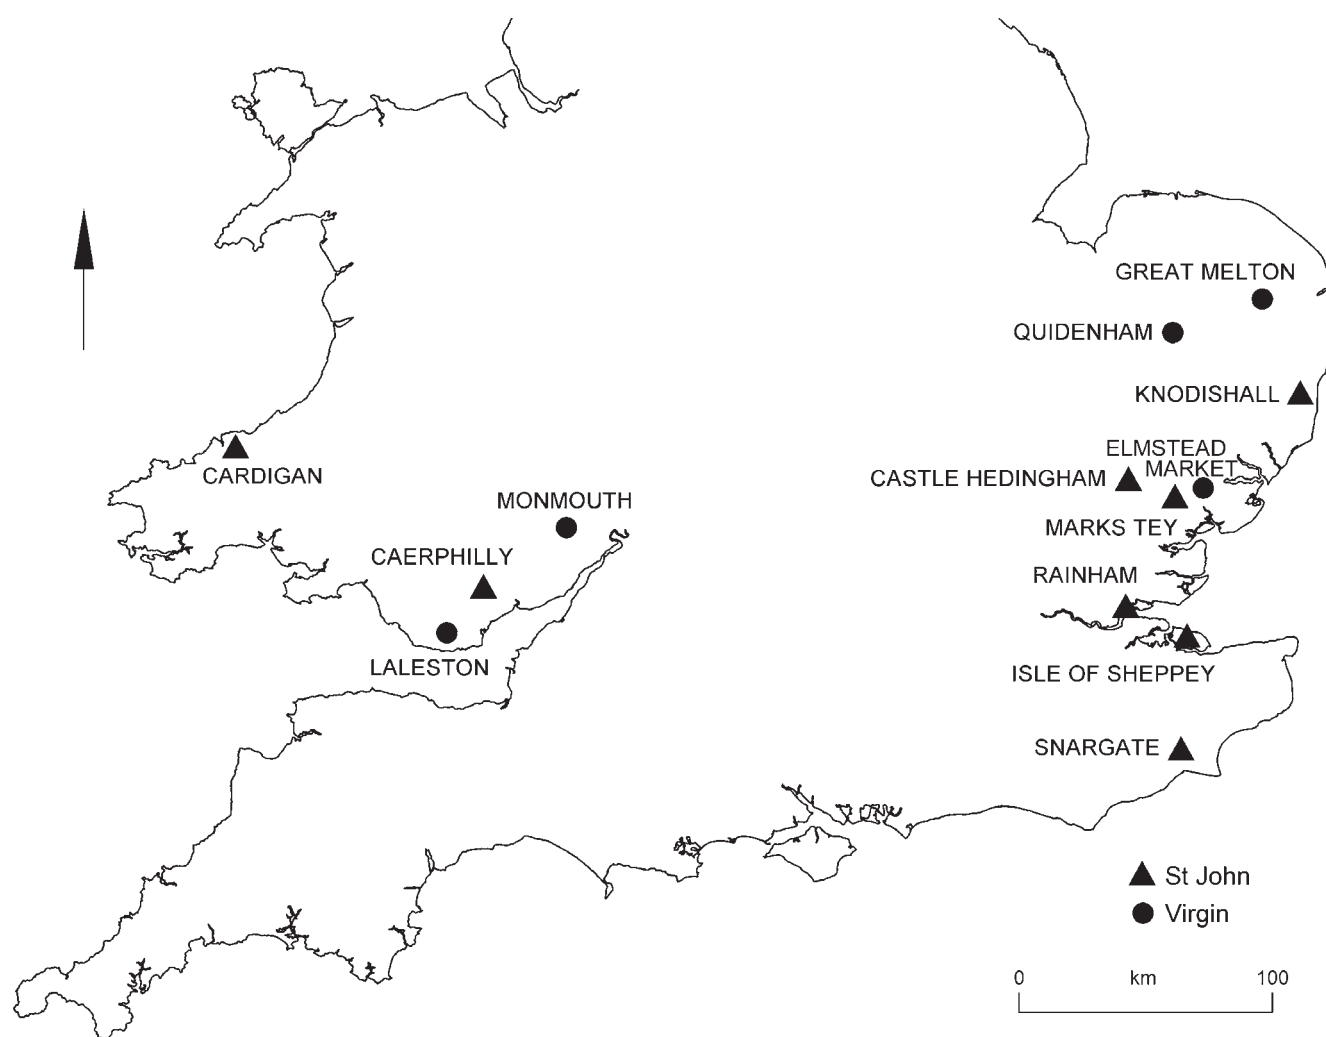 GREAT MELTON
QUIDENHAM
KNODISHALL
ELMSTEAD
MARKET
CASTLE HEDINGHAM
CARDIGAN
MONMOUTH
MARKS TEY
CAERPHILLY
RAINHAM
LALESTON
ISLE OF SHEPPEY
SNARGATE
St John
Virgin
0 km 100